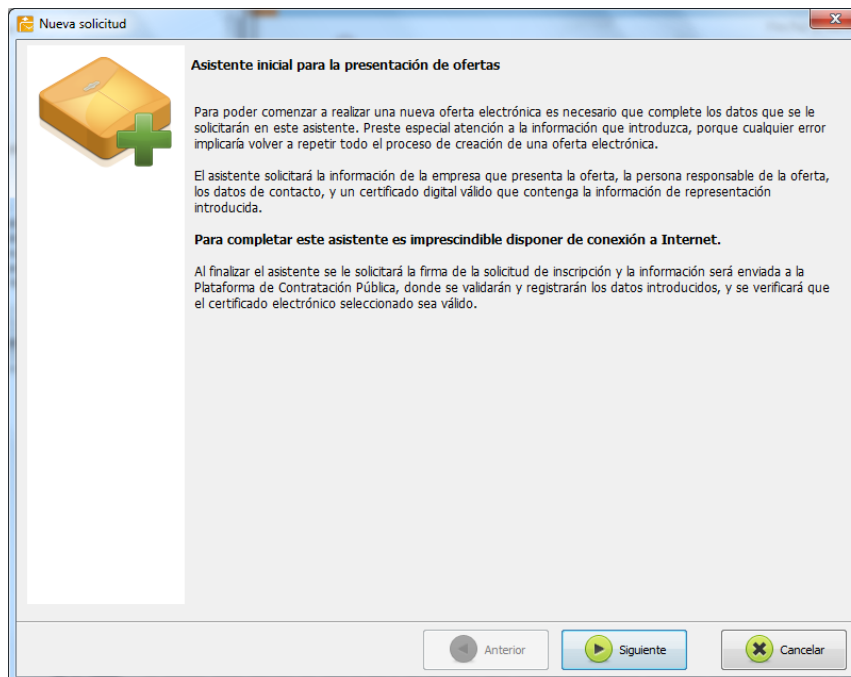 Nueva solicitud
Asistente inicial para la presentación de ofertas
Para poder comenzar a realizar una nueva oferta electrónica es necesario que complete los datos que se le
solicitarán en este asistente. Preste especial atención a la información que introduzca, porque cualquier error
implicaría volver a repetir todo el proceso de creación de una oferta electrónica.
El asistente solicitará la información de la empresa que presenta la oferta, la persona responsable de la oferta,
los datos de contacto, y un certificado digital válido que contenga la información de representación
introducida.
Para completar este asistente es imprescindible disponer de conexión a Internet.
Al finalizar el asistente se le solicitará la firma de la solicitud de inscripción y la información será enviada a la
Plataforma de Contratación Pública, donde se validarán y registrarán los datos introducidos, y se verificará que
el certificado electrónico seleccionado sea válido.
Anterior
Siguiente
Cancelar